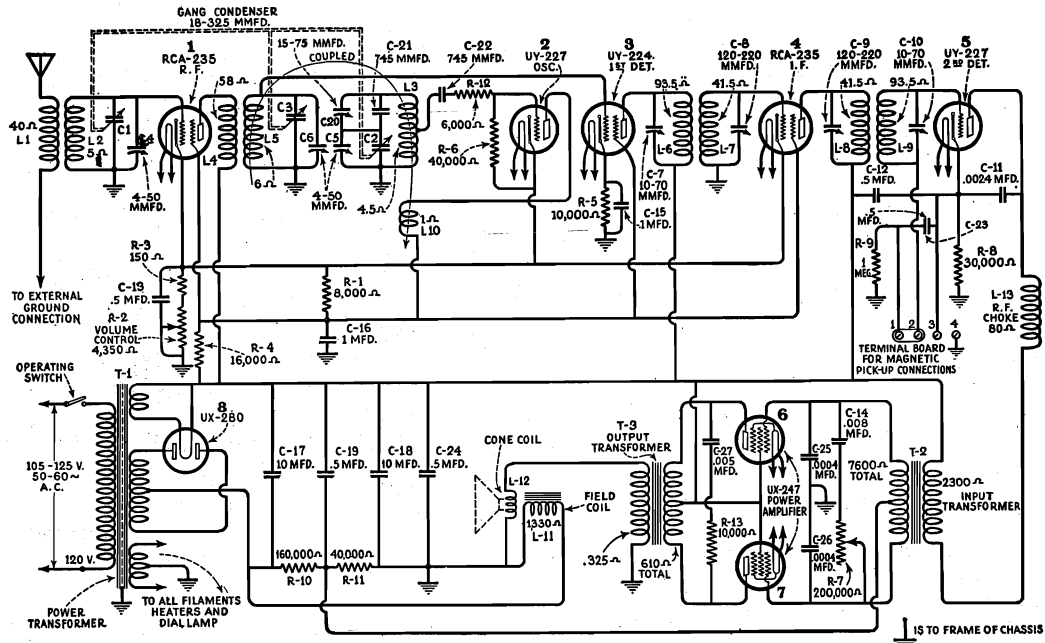 GANG CONDENSER
18-325 MMFD.
1
RCA-235
R.F.
58Ω
15-75 MMFD.
COUPLED
C-21
745 MMFD.
C-22
745 MMFD.
L3
R-12
6,000Ω
2
UY-227
OSC.
3
UY-224.
1ST DET.
C-8
120-220
MMFD.
4
RCA-235
I.F.
C-9
120-220
MMFD.
C-10
10-70
MMFD.
5
UY-227
2ND DET.
93.5Ω
41.5Ω
41.5Ω
93.5Ω
40Ω
L1
L2
5Ω
C1
C4
L4
L5
C3
C6
C20
C5
C2
R-6
40,000Ω
L-6
L-7
L-8
L-9
4-50
MMFD.
6Ω
4-50
MMFD.
4.5Ω
C-7
10-70
MMFD.
C-12
.5 MFD.
C-11
.0024 MFD.
1Ω
L10
R-5
10,000Ω
C-15
.1 MFD.
.5
MFD.
C-23
R-9
1
MEG.
R-8
30,000Ω
TO EXTERNAL
GROUND
CONNECTION
R-3
150Ω
C-13
.5 MFD.
R-2
VOLUME
CONTROL
4,350Ω
R-1
8,000Ω
C-16
1 MFD.
R-4
16,000Ω
L-13
R.F.
CHOKE
80Ω
1 2 3 4
TERMINAL BOARD
FOR MAGNETIC
PICK-UP CONNECTIONS
OPERATING
SWITCH
T-1
8
UX-280
105-125 V.
50-60~
A.C.
120 V.
C-17
10 MFD.
C-19
.5 MFD.
C-18
10 MFD.
C-24
.5 MFD.
CONE COIL
L-12
T-3
OUTPUT
TRANSFORMER
FIELD
COIL
1330Ω
L-11
C-27
.005
MFD.
6
C-25
.0004
MFD.
C-14
.008
MFD.
7600Ω
TOTAL
T-2
2300Ω
INPUT
TRANSFORMER
UX-247
POWER
AMPLIFIER
R-13
10,000Ω
160,000Ω
R-10
40,000Ω
R-11
.325Ω
610Ω
TOTAL
7
C-26
.0004
MFD.
R-7
200,000Ω
POWER
TRANSFORMER
TO ALL FILAMENTS
HEATERS AND
DIAL LAMP
IS TO FRAME OF CHASSIS